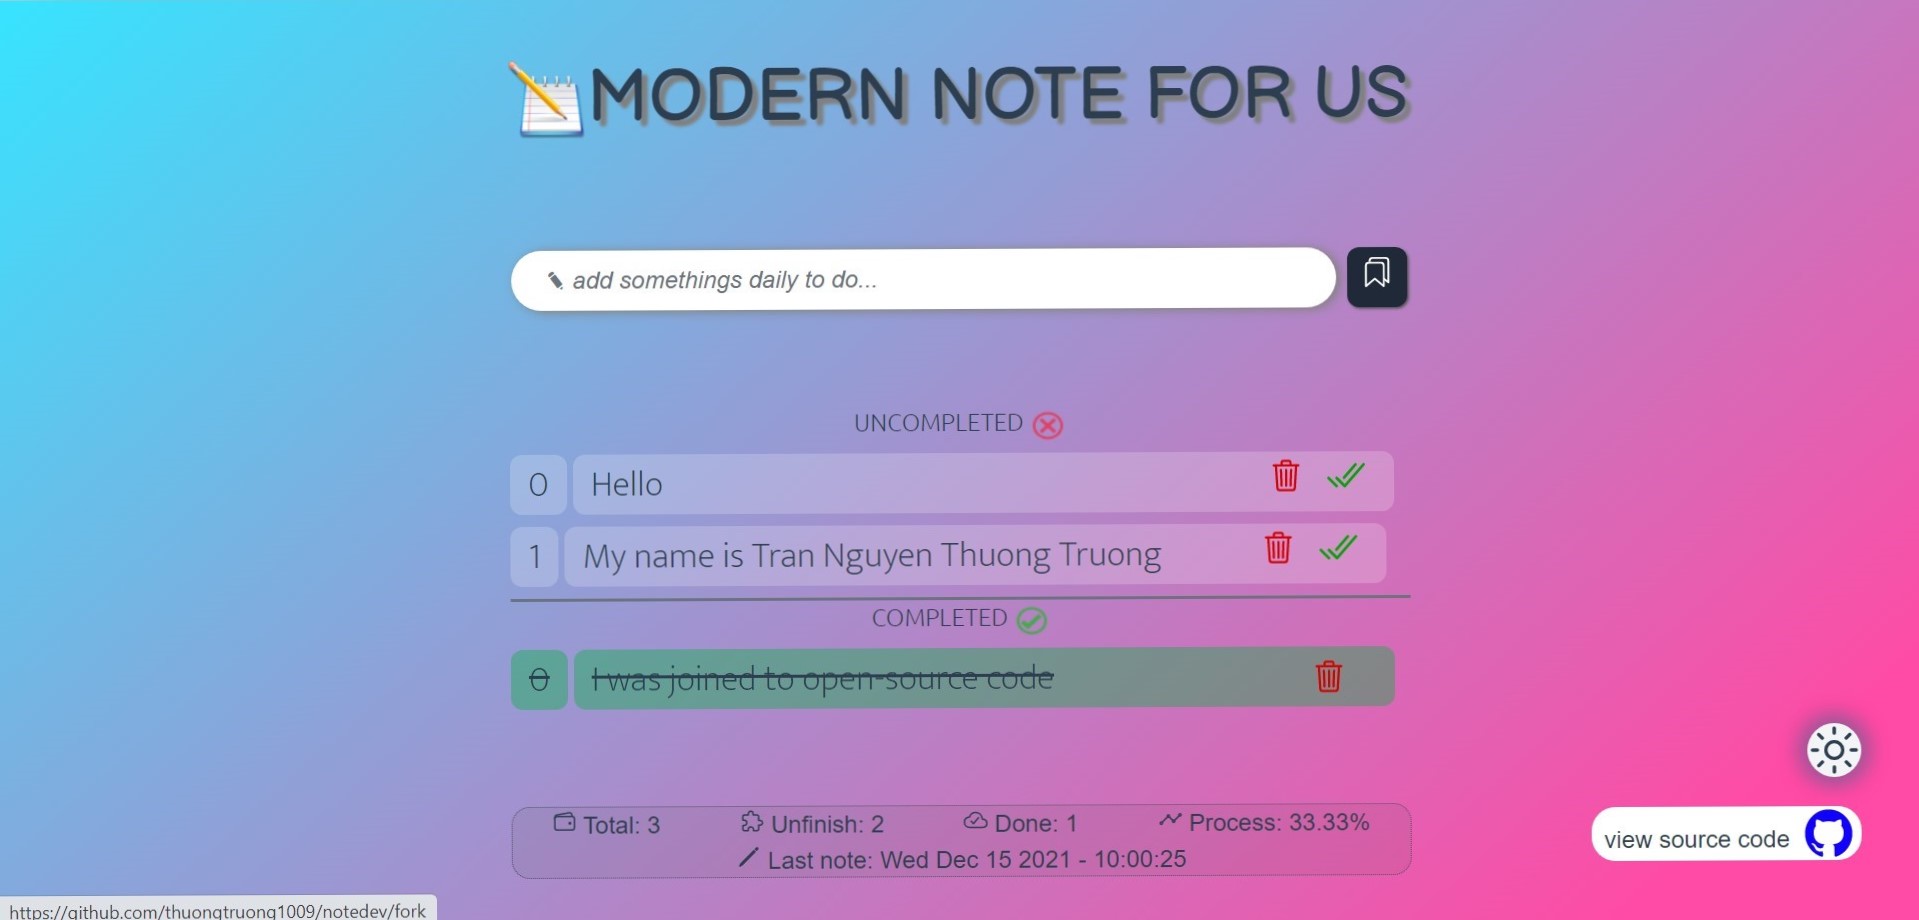 MODERN NOTE FOR US
add somethings daily to do...
UNCOMPLETED
0 Hello
1 My name is Tran Nguyen Thuong Truong
COMPLETED
0 I was joined to open-source code
Total: 3 Unfinish: 2 Done: 1 Process: 33.33%
Last note: Wed Dec 15 2021 - 10:00:25
view source code
https://github.com/thuongtruong1009/notedev/fork